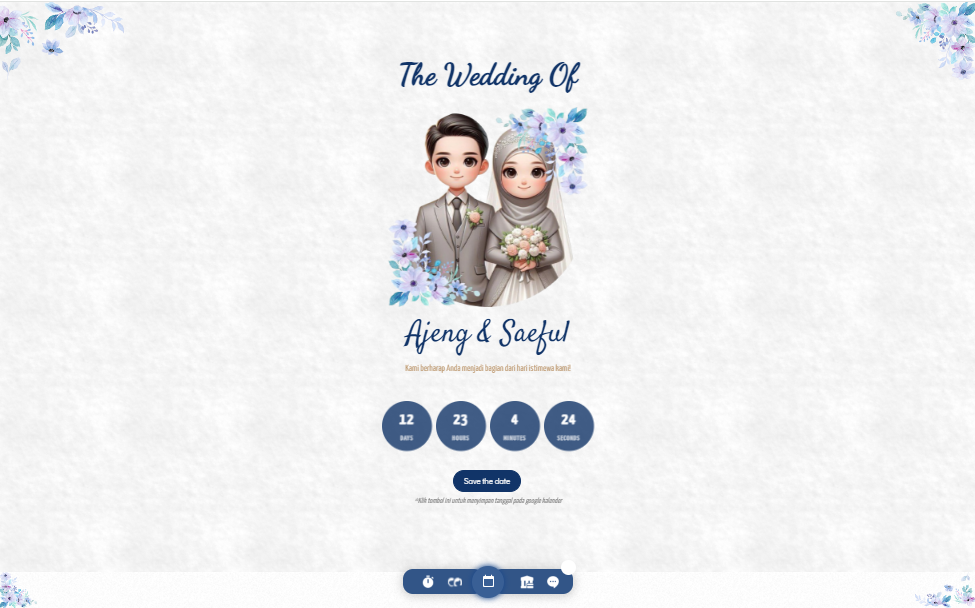 The Wedding Of
Ajeng & Saeful
Kami berharap Anda menjadi bagian dari hari istimewa kami!
12 23 4 24
DAYS HOURS MINUTES SECONDS
Save the date
*Klik tombol ini untuk menyimpan tanggal pada google kalender